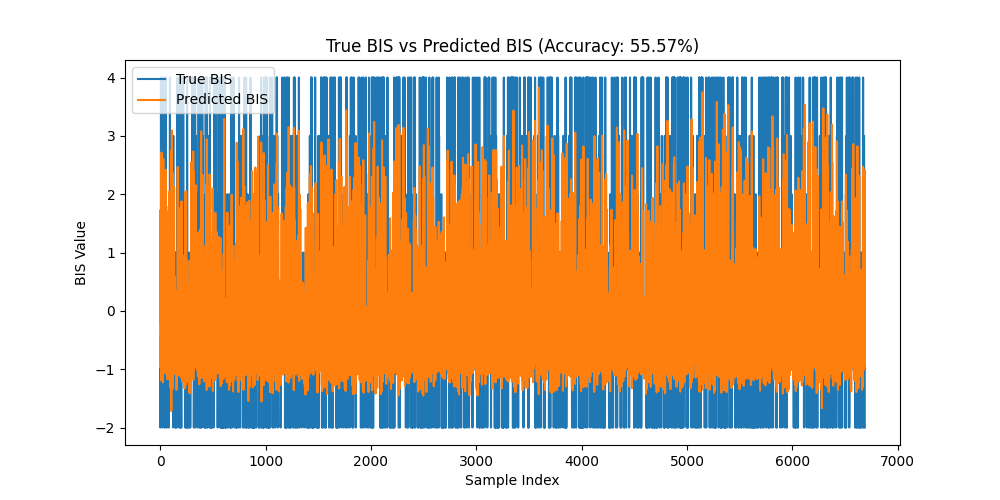 True BIS vs Predicted BIS (Accuracy: 55.57%)
True BIS
Predicted BIS
BIS Value
4
3
2
1
0
−1
−2
0 1000 2000 3000 4000 5000 6000 7000
Sample Index